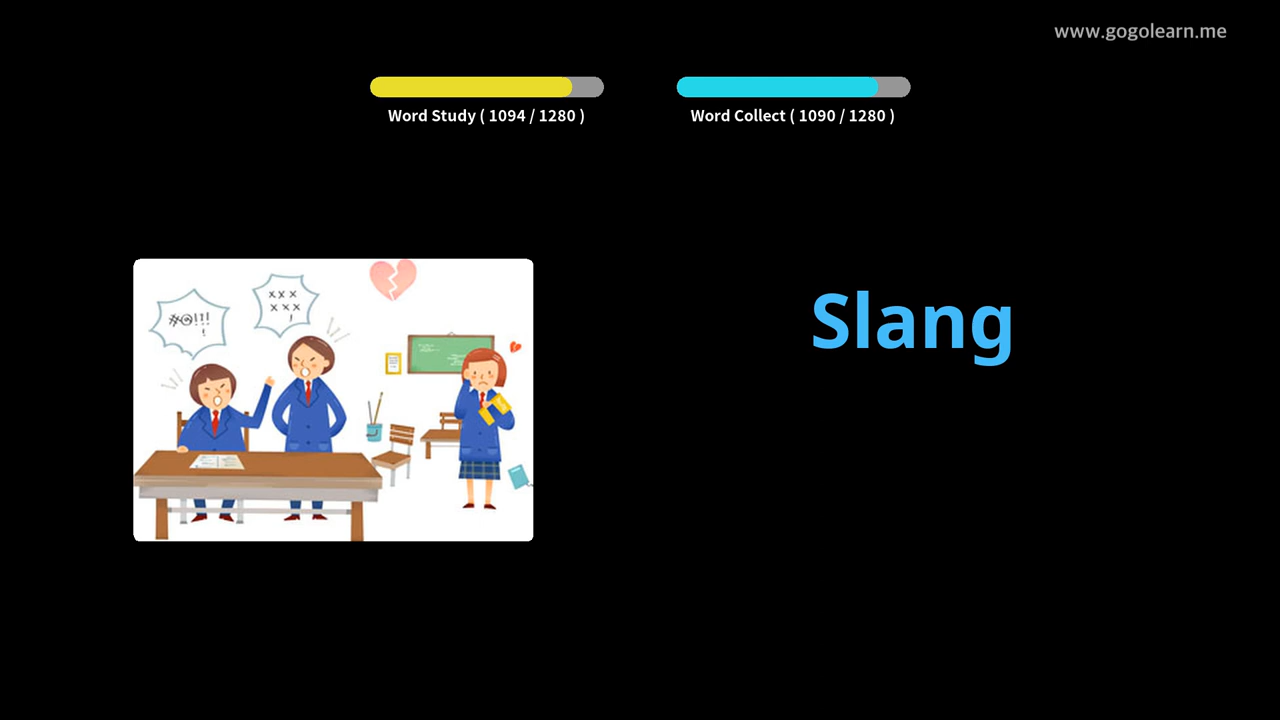 www.gogolearn.me
Word Study ( 1094 / 1280 )
Word Collect ( 1090 / 1280 )
#@!!!
!
x x x
x x x
!
Slang